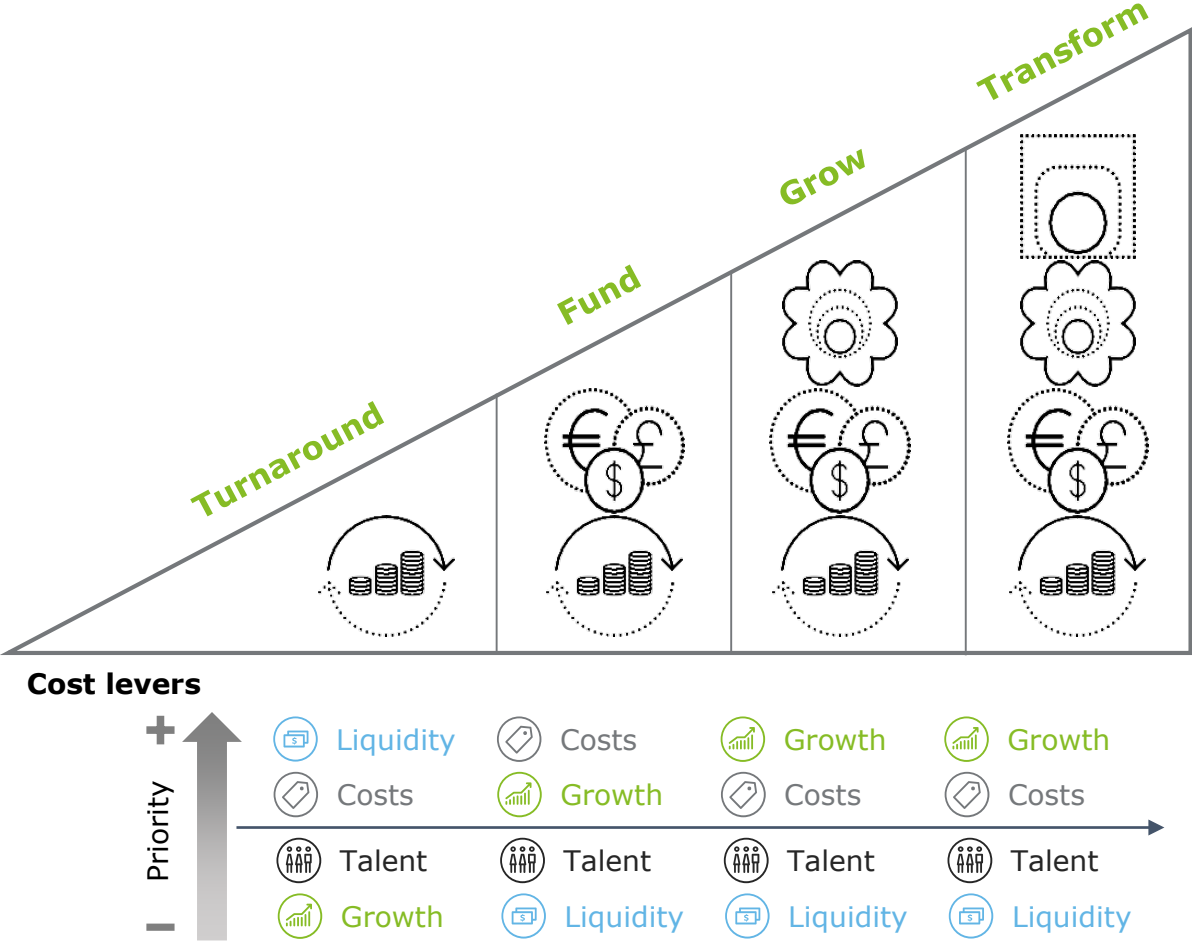 Transform
Grow
Fund
Turnaround
€ £ € £ € £
$ $ $
Cost levers
+
Priority
−
Liquidity Costs Growth Growth
Costs Growth Costs Costs
Talent Talent Talent Talent
Growth Liquidity Liquidity Liquidity